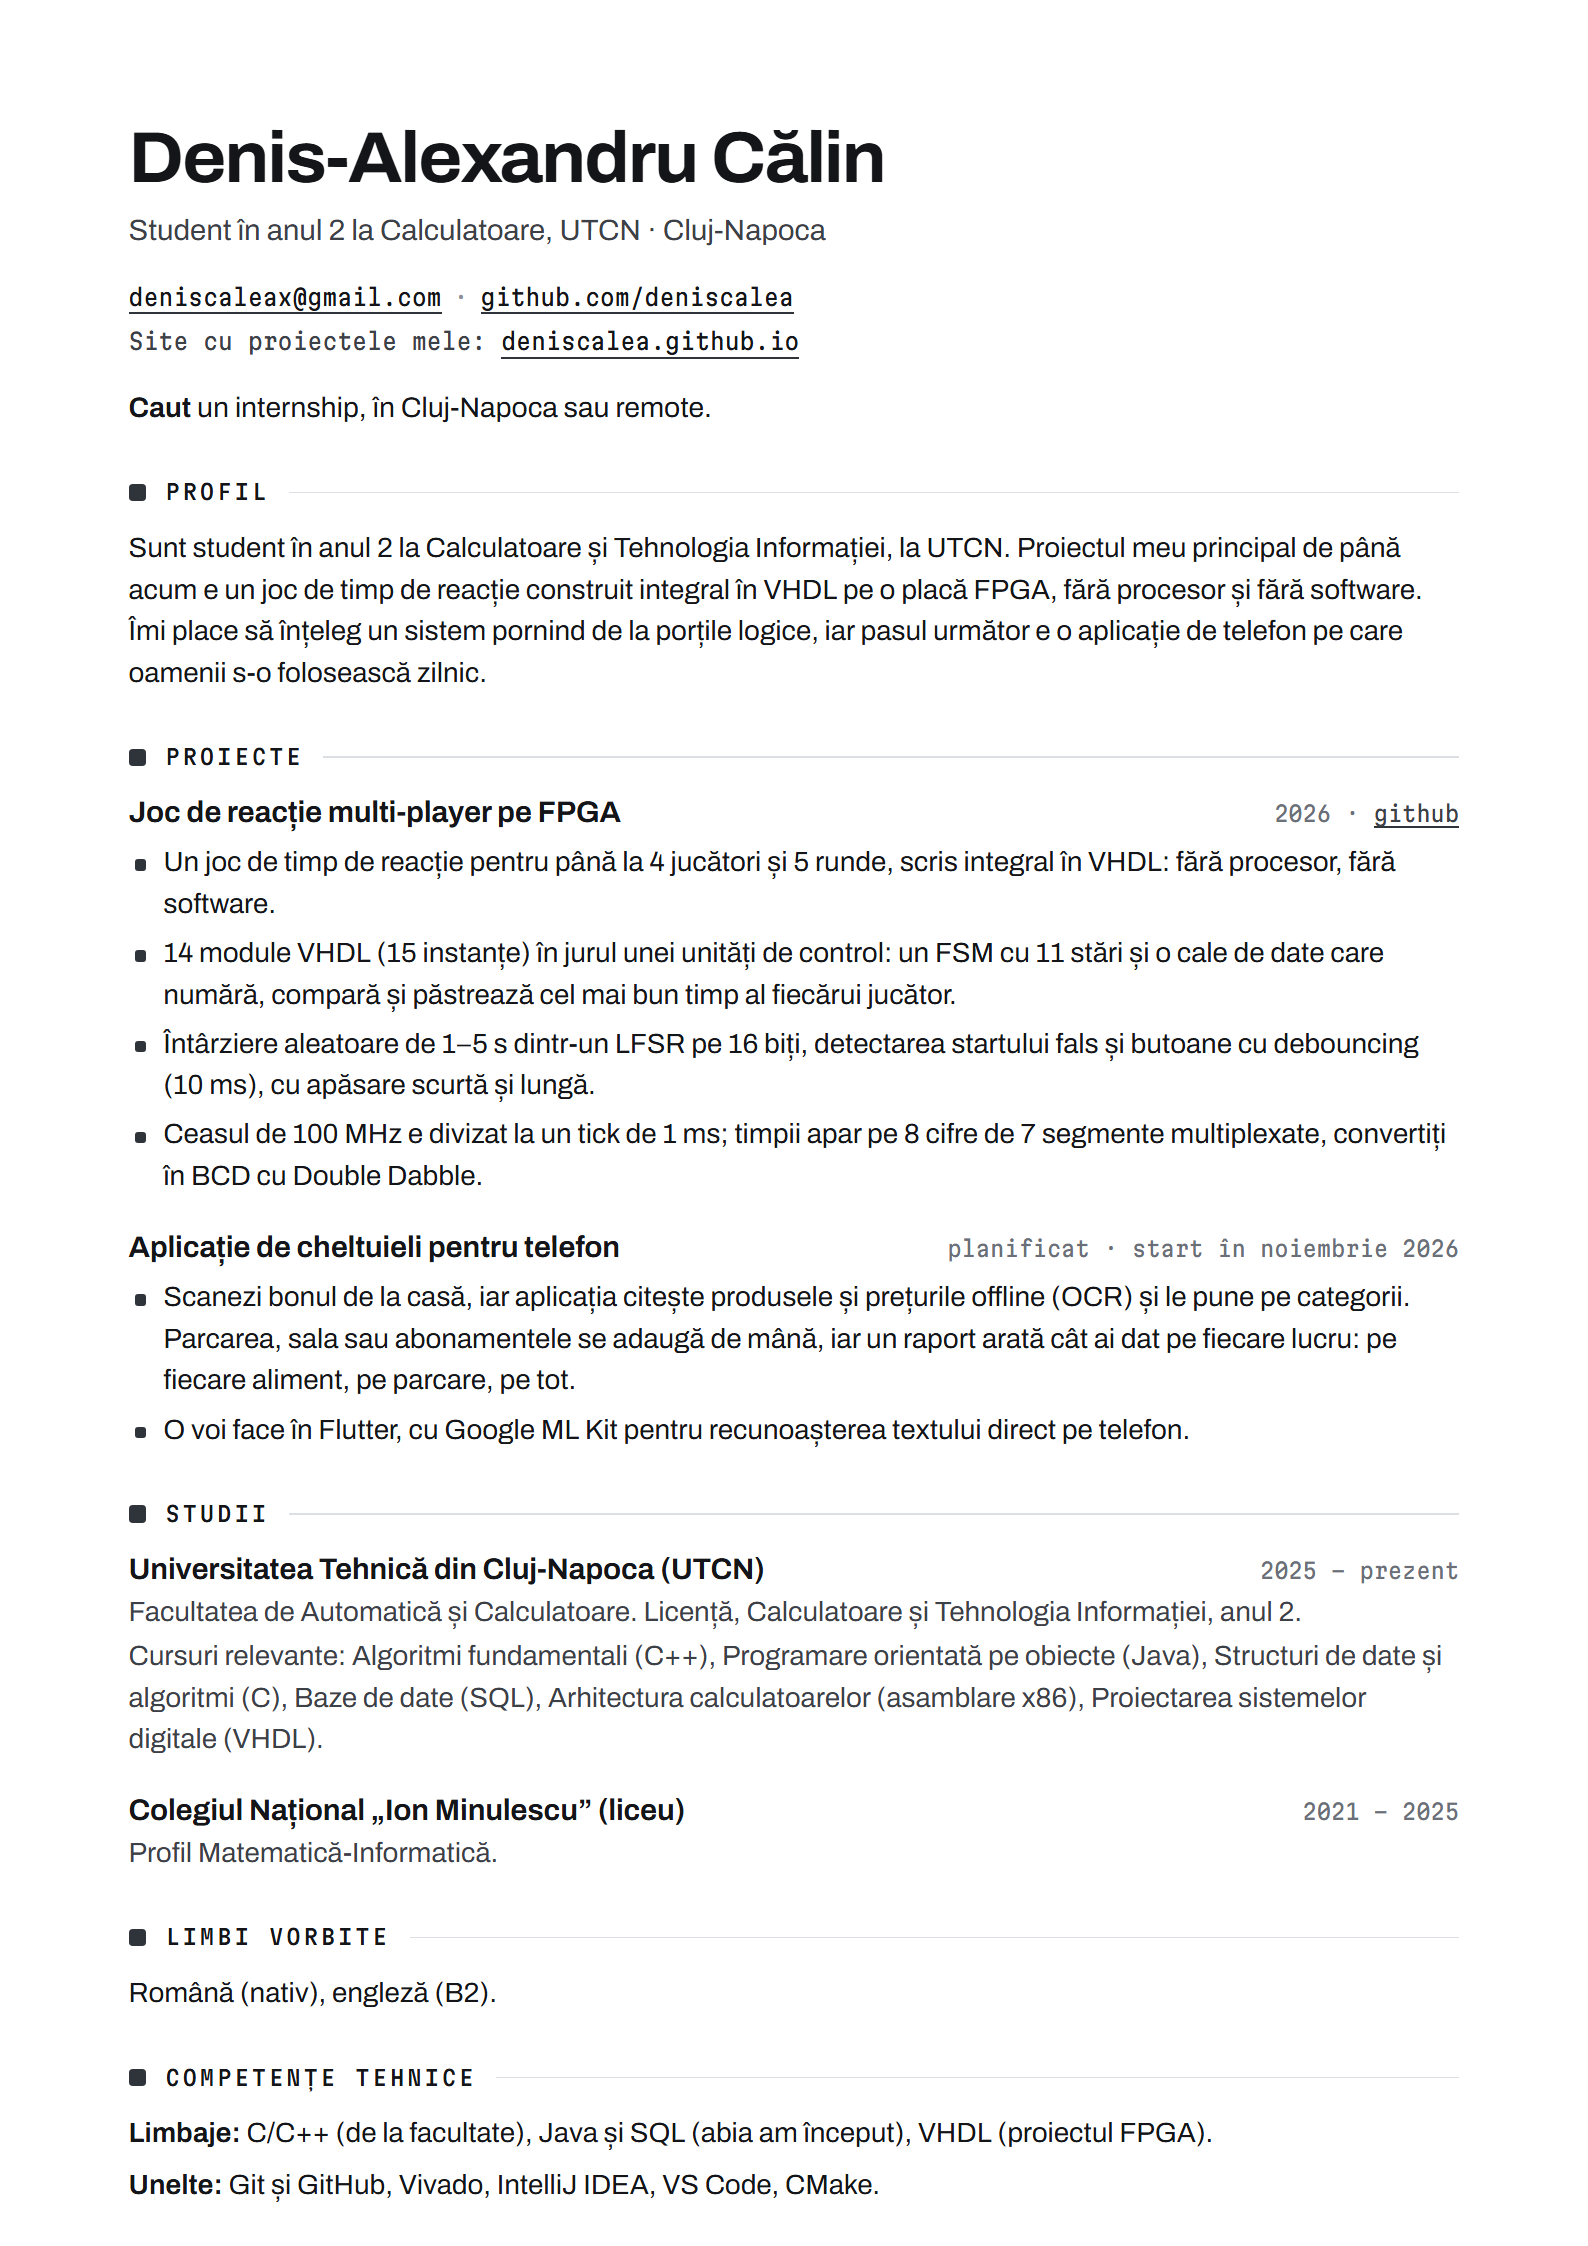 Denis-Alexandru Călin
Student în anul 2 la Calculatoare, UTCN · Cluj-Napoca
deniscaleax@gmail.com · github.com/deniscalea
Site cu proiectele mele: deniscalea.github.io
Caut un internship, în Cluj-Napoca sau remote.
PROFIL
Sunt student în anul 2 la Calculatoare și Tehnologia Informației, la UTCN. Proiectul meu principal de până
acum e un joc de timp de reacție construit integral în VHDL pe o placă FPGA, fără procesor și fără software.
Îmi place să înțeleg un sistem pornind de la porțile logice, iar pasul următor e o aplicație de telefon pe care
oamenii s-o folosească zilnic.
PROIECTE
Joc de reacție multi-player pe FPGA 2026 · github
Un joc de timp de reacție pentru până la 4 jucători și 5 runde, scris integral în VHDL: fără procesor, fără
software.
14 module VHDL (15 instanțe) în jurul unei unități de control: un FSM cu 11 stări și o cale de date care
numără, compară și păstrează cel mai bun timp al fiecărui jucător.
Întârziere aleatoare de 1–5 s dintr-un LFSR pe 16 biți, detectarea startului fals și butoane cu debouncing
(10 ms), cu apăsare scurtă și lungă.
Ceasul de 100 MHz e divizat la un tick de 1 ms; timpii apar pe 8 cifre de 7 segmente multiplexate, convertiți
în BCD cu Double Dabble.
Aplicație de cheltuieli pentru telefon planificat · start în noiembrie 2026
Scanezi bonul de la casă, iar aplicația citește produsele și prețurile offline (OCR) și le pune pe categorii.
Parcarea, sala sau abonamentele se adaugă de mână, iar un raport arată cât ai dat pe fiecare lucru: pe
fiecare aliment, pe parcare, pe tot.
O voi face în Flutter, cu Google ML Kit pentru recunoașterea textului direct pe telefon.
STUDII
Universitatea Tehnică din Cluj-Napoca (UTCN) 2025 – prezent
Facultatea de Automatică și Calculatoare. Licență, Calculatoare și Tehnologia Informației, anul 2.
Cursuri relevante: Algoritmi fundamentali (C++), Programare orientată pe obiecte (Java), Structuri de date și
algoritmi (C), Baze de date (SQL), Arhitectura calculatoarelor (asamblare x86), Proiectarea sistemelor
digitale (VHDL).
Colegiul Național „Ion Minulescu” (liceu) 2021 – 2025
Profil Matematică-Informatică.
LIMBI VORBITE
Română (nativ), engleză (B2).
COMPETENȚE TEHNICE
Limbaje: C/C++ (de la facultate), Java și SQL (abia am început), VHDL (proiectul FPGA).
Unelte: Git și GitHub, Vivado, IntelliJ IDEA, VS Code, CMake.